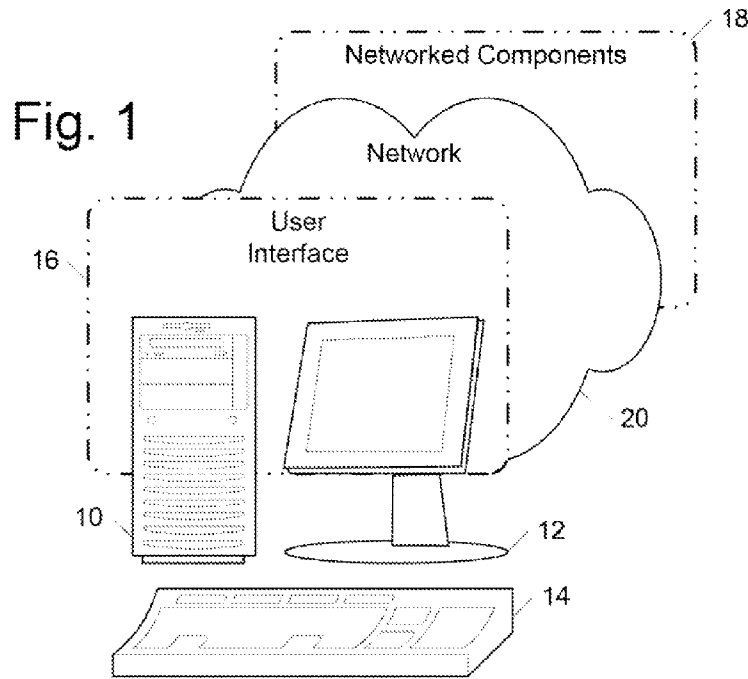 18
Networked Components
Fig. 1
Network
User
Interface
16
20
10
12
14